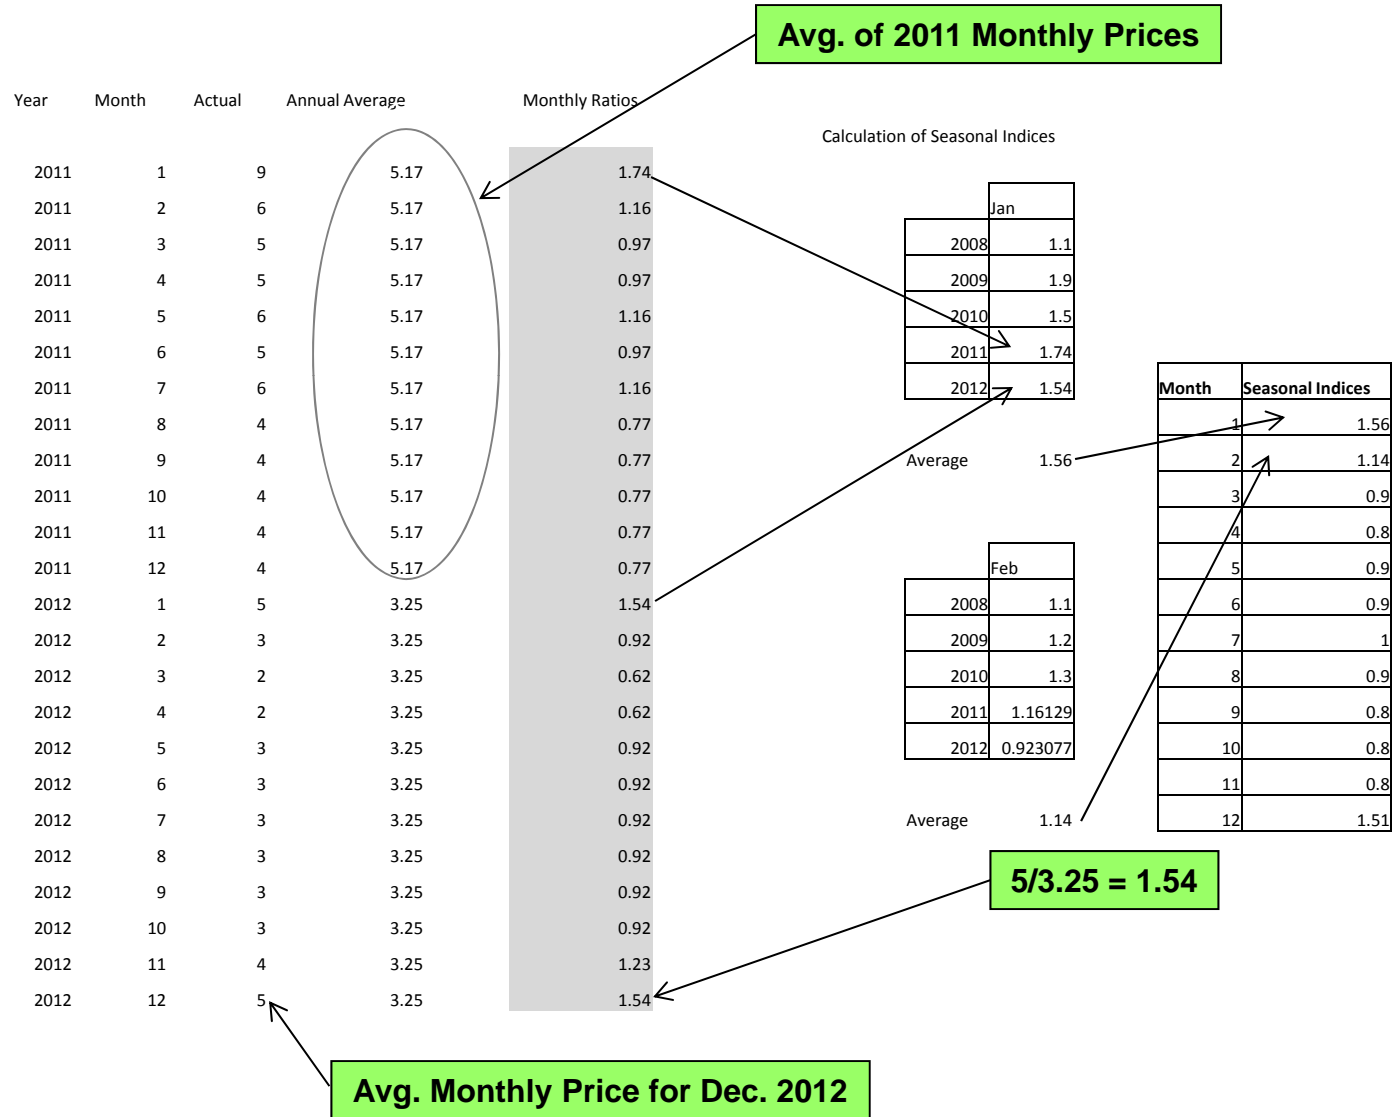 Avg. of 2011 Monthly Prices
Year Month Actual Annual Average Monthly Ratios
Calculation of Seasonal Indices
2011 1 9 5.17 1.74
2011 2 6 5.17 1.16
2011 3 5 5.17 0.97
2011 4 5 5.17 0.97
2011 5 6 5.17 1.16
2011 6 5 5.17 0.97
2011 7 6 5.17 1.16
2011 8 4 5.17 0.77
2011 9 4 5.17 0.77
2011 10 4 5.17 0.77
2011 11 4 5.17 0.77
2011 12 4 5.17 0.77
2012 1 5 3.25 1.54
2012 2 3 3.25 0.92
2012 3 2 3.25 0.62
2012 4 2 3.25 0.62
2012 5 3 3.25 0.92
2012 6 3 3.25 0.92
2012 7 3 3.25 0.92
2012 8 3 3.25 0.92
2012 9 3 3.25 0.92
2012 10 3 3.25 0.92
2012 11 4 3.25 1.23
2012 12 5 3.25 1.54
Jan
2008 1.1
2009 1.9
2010 1.5
2011 1.74
2012 1.54
Average 1.56
Feb
2008 1.1
2009 1.2
2010 1.3
2011 1.16129
2012 0.923077
Average 1.14
Month Seasonal Indices
1 1.56
2 1.14
3 0.9
4 0.8
5 0.9
6 0.9
7 1
8 0.9
9 0.8
10 0.8
11 0.8
12 1.51
5/3.25 = 1.54
Avg. Monthly Price for Dec. 2012